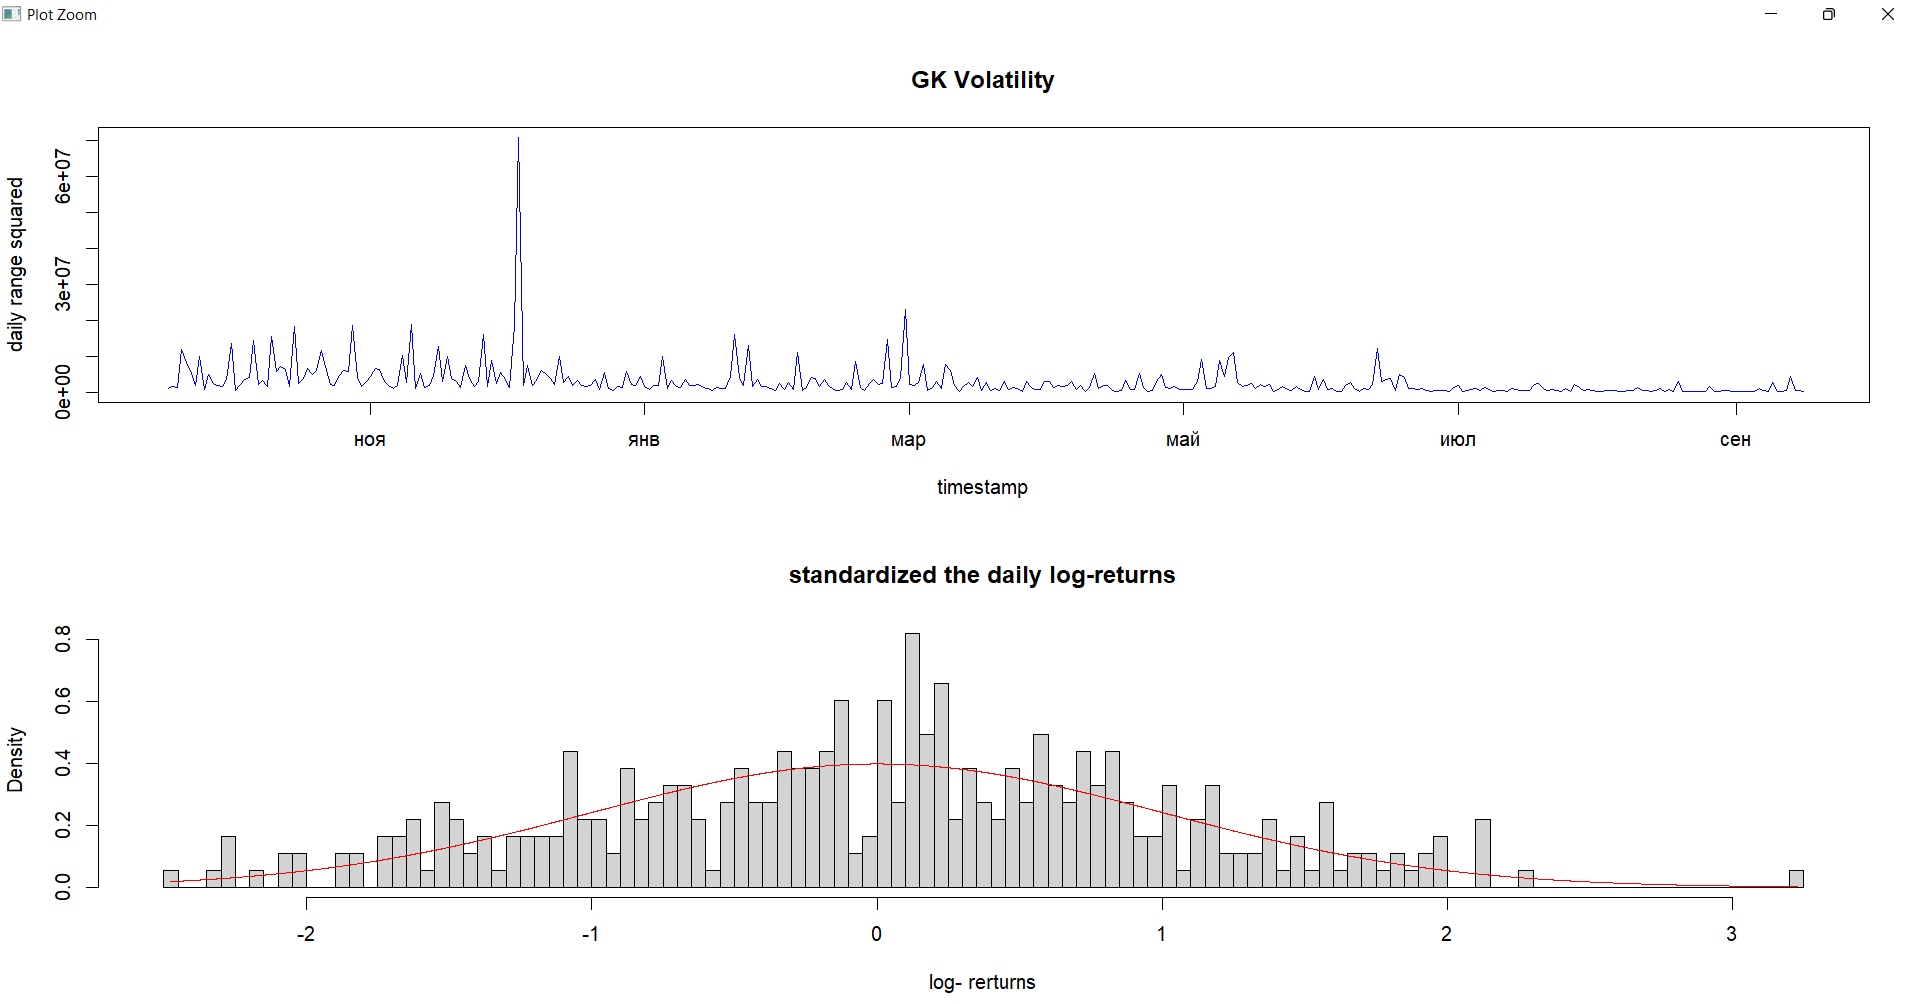 Plot Zoom
GK Volatility
daily range squared
6e+07
3e+07
0e+00
ноя янв мар май июл сен
timestamp
standardized the daily log-returns
Density
0.8
0.6
0.4
0.2
0.0
-2 -1 0 1 2 3
log- rerturns